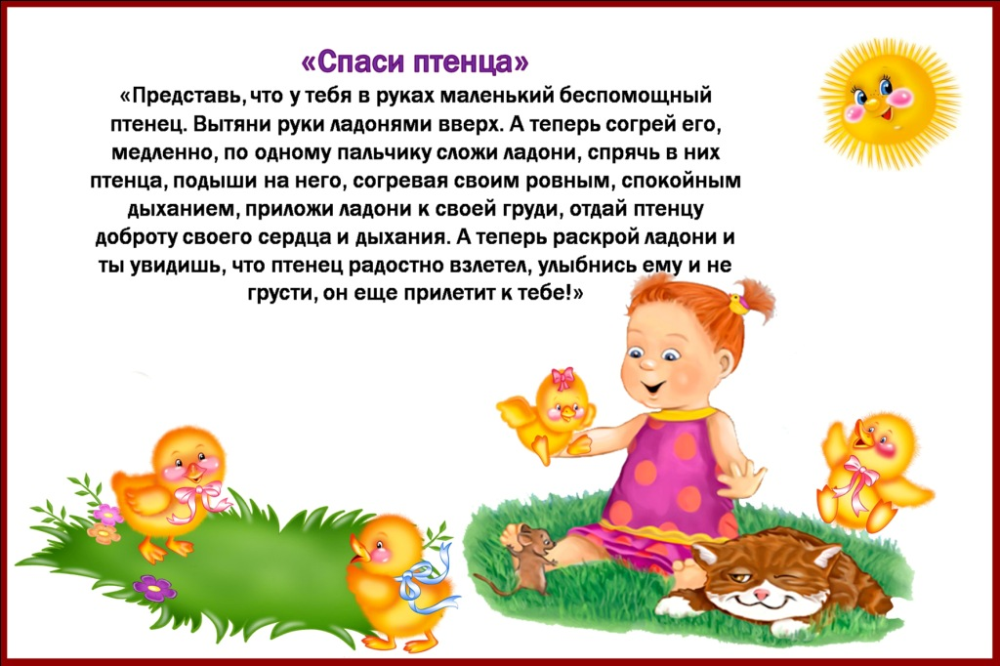 «Спаси птенца»
«Представь, что у тебя в руках маленький беспомощный
птенец. Вытяни руки ладонями вверх. А теперь согрей его,
медленно, по одному пальчику сложи ладони, спрячь в них
птенца, подыши на него, согревая своим ровным, спокойным
дыханием, приложи ладони к своей груди, отдай птенцу
доброту своего сердца и дыхания. А теперь раскрой ладони и
ты увидишь, что птенец радостно взлетел, улыбнись ему и не
грусти, он еще прилетит к тебе!»